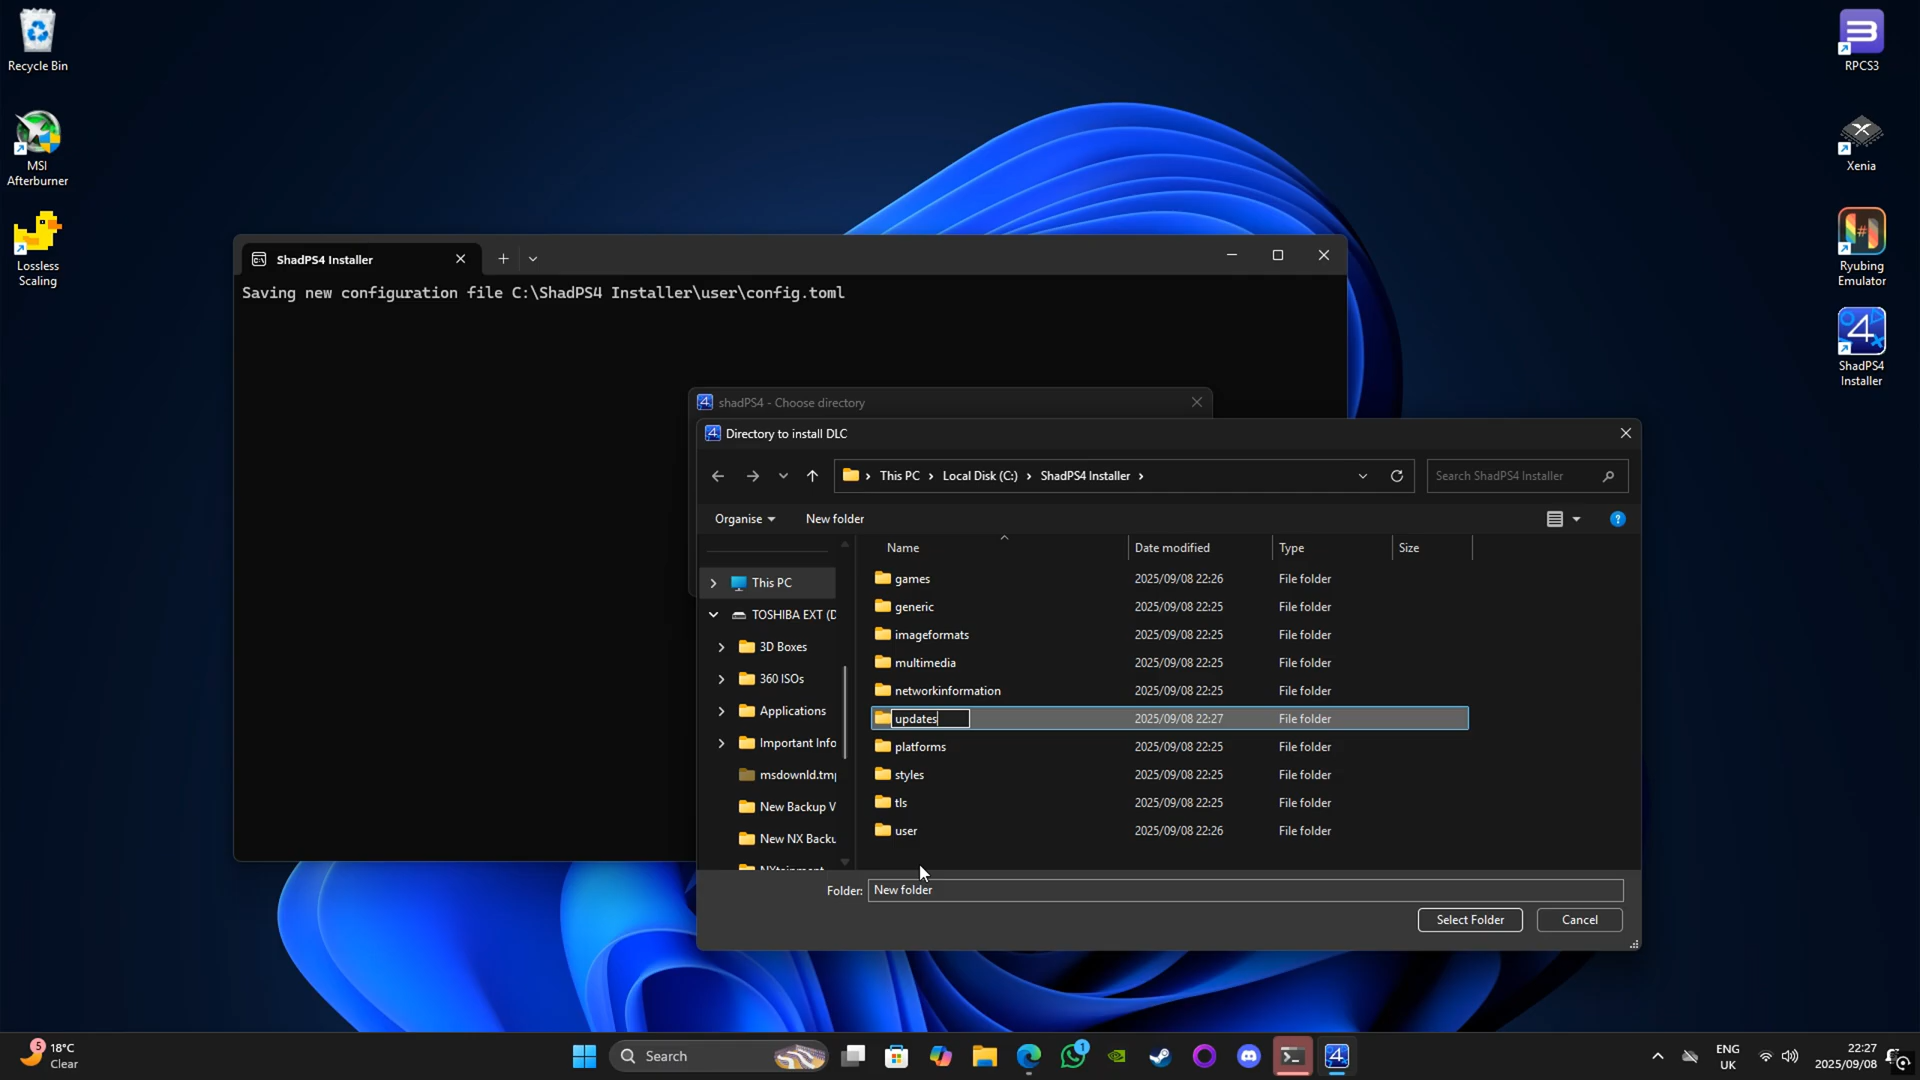 Recycle Bin
MSI
Afterburner
Lossless
Scaling
RPCS3
Xenia
Ryubing
Emulator
ShadPS4
Installer
ShadPS4 Installer
Saving new configuration file C:\ShadPS4 Installer\user\config.toml
shadPS4 - Choose directory
Directory to install DLC
This PC > Local Disk (C:) > ShadPS4 Installer >
Search ShadPS4 Installer
Organise
New folder
Name
Date modified
Type
Size
This PC
TOSHIBA EXT (D
3D Boxes
360 ISOs
Applications
Important Info
msdownld.tmp
New Backup V
New NX Backu
NXtainment
games 2025/09/08 22:26 File folder
generic 2025/09/08 22:25 File folder
imageformats 2025/09/08 22:25 File folder
multimedia 2025/09/08 22:25 File folder
networkinformation 2025/09/08 22:25 File folder
updates 2025/09/08 22:27 File folder
platforms 2025/09/08 22:25 File folder
styles 2025/09/08 22:25 File folder
tls 2025/09/08 22:25 File folder
user 2025/09/08 22:26 File folder
Folder: New folder
Select Folder
Cancel
5
18°C
Clear
Search
1
ENG
UK
22:27
2025/09/08